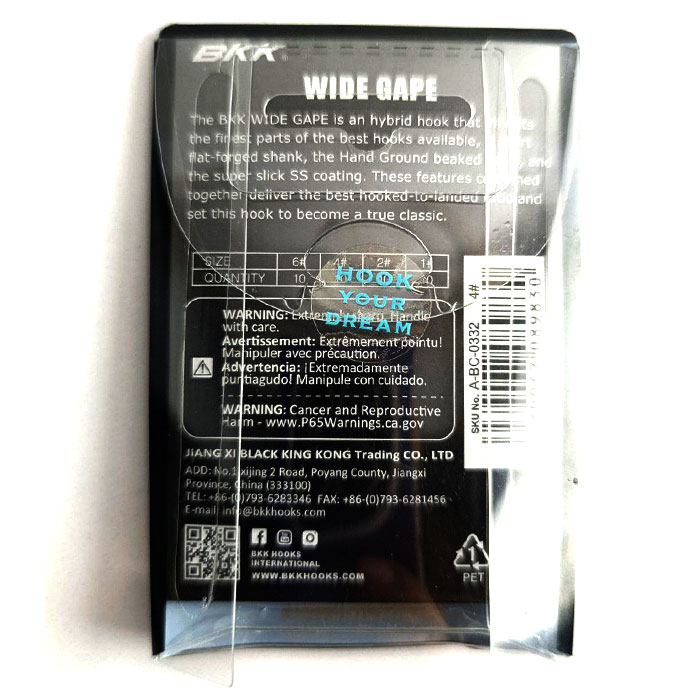 BKK
WIDE GAPE
The BKK WIDE GAPE is an hybrid hook that
the finest parts of the best hooks available,
flat-forged shank, the Hand Ground beaked and
the super slick SS coating. These features
together deliver the best hooked-to-landed and
set this hook to become a true classic.
SIZE 6# 4# 2# 1#
QUANTITY 10
HOOK
YOUR
DREAM
WARNING: Extremely sharp. Handle
with care.
Avertissement: Extrêmement pointu!
Manipuler avec précaution.
Advertencia: ¡Extremadamente
puntiagudo! Manipule con cuidado.
WARNING: Cancer and Reproductive
Harm - www.P65Warnings.ca.gov
JIANG XI BLACK KING KONG Trading CO., LTD
ADD: No.1 xijing 2 Road, Poyang County, Jiangxi
Province, China (333100)
TEL: +86-(0)793-6283346 FAX: +86-(0)793-6281456
E-mail: info@bkkhooks.com
BKK HOOKS
INTERNATIONAL
WWW.BKKHOOKS.COM
1
PET
SKU No. A-BC-0332 4#